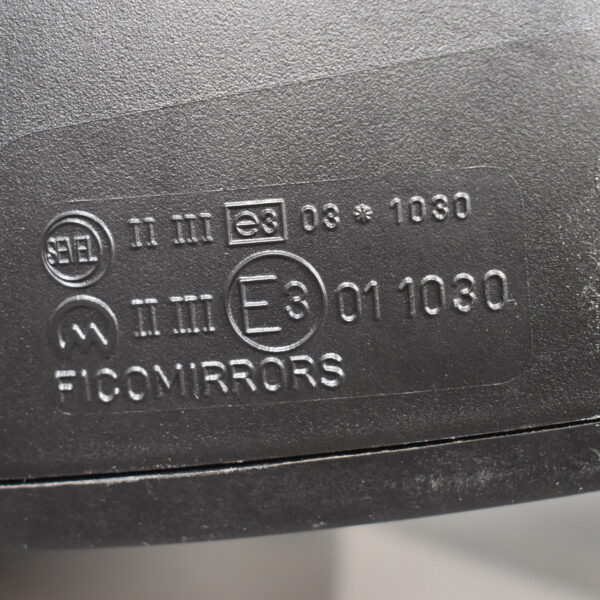 SEVEL II III e3 03 * 1030
II III E3 01 1030
FICOMIRRORS